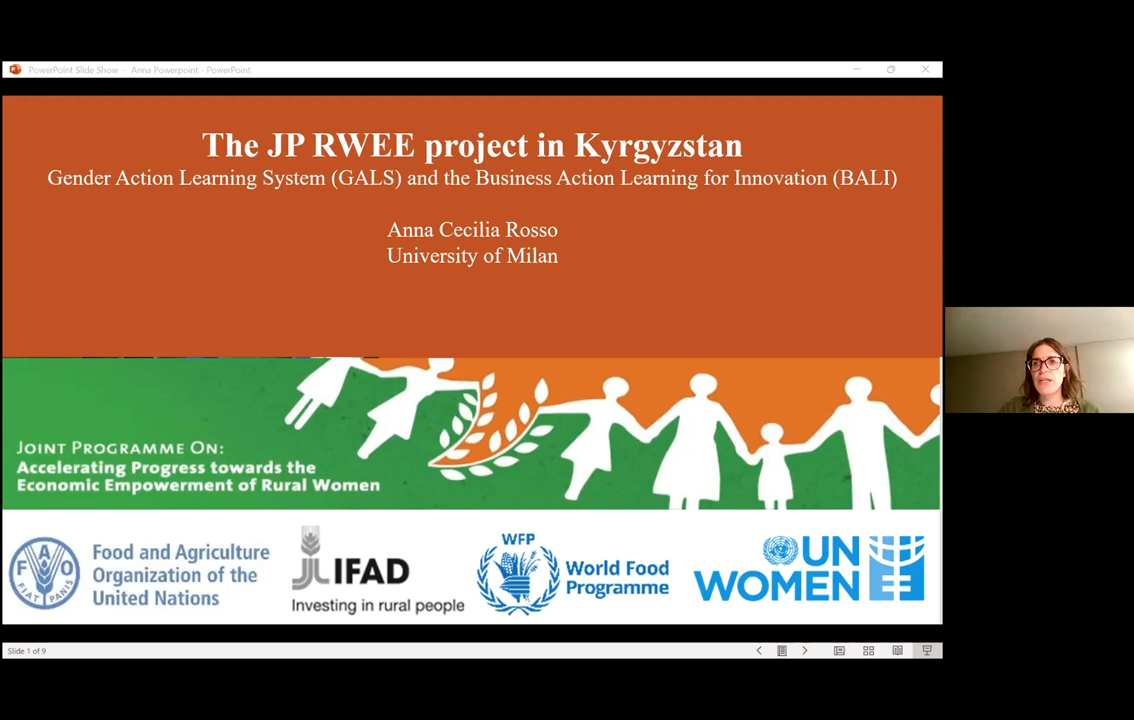 PowerPoint Slide Show - Anna Powerpoint - PowerPoint
The JP RWEE project in Kyrgyzstan
Gender Action Learning System (GALS) and the Business Action Learning for Innovation (BALI)
Anna Cecilia Rosso
University of Milan
JOINT PROGRAMME ON:
Accelerating Progress towards the
Economic Empowerment of Rural Women
F A O
FIAT PANIS
Food and Agriculture
Organization of the
United Nations
IFAD
Investing in rural people
WFP
World Food
Programme
UN
WOMEN
Slide 1 of 9